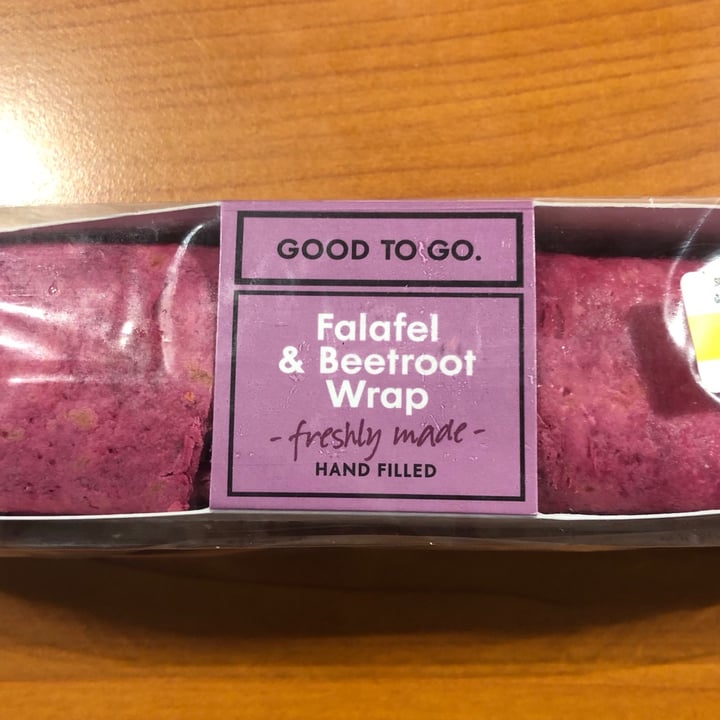 GOOD TO GO.
Falafel
& Beetroot
Wrap
- freshly made -
HAND FILLED